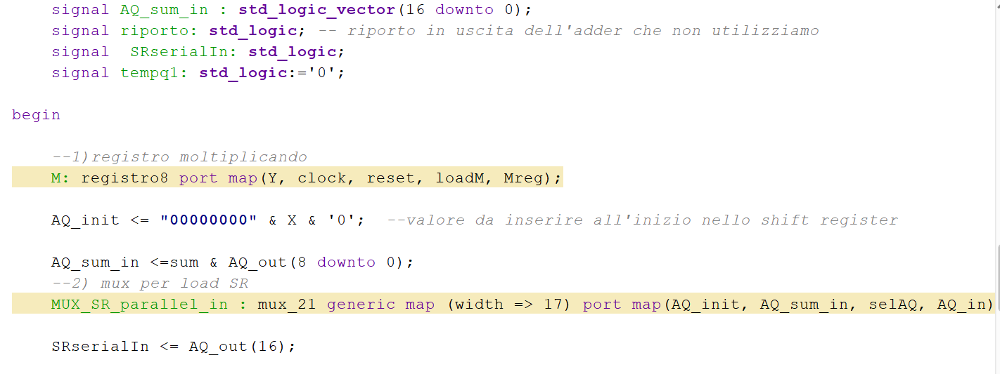 signal AQ_sum_in : std_logic_vector(16 downto 0);
signal riporto: std_logic; -- riporto in uscita dell'adder che non utilizziamo
signal  SRserialIn: std_logic;
signal tempq1: std_logic:='0';
begin
--1)registro moltiplicando
M: registro8 port map(Y, clock, reset, loadM, Mreg);
AQ_init <= "00000000" & X & '0';  --valore da inserire all'inizio nello shift register
AQ_sum_in <=sum & AQ_out(8 downto 0);
--2) mux per load SR
MUX_SR_parallel_in : mux_21 generic map (width => 17) port map(AQ_init, AQ_sum_in, selAQ, AQ_in)
SRserialIn <= AQ_out(16);